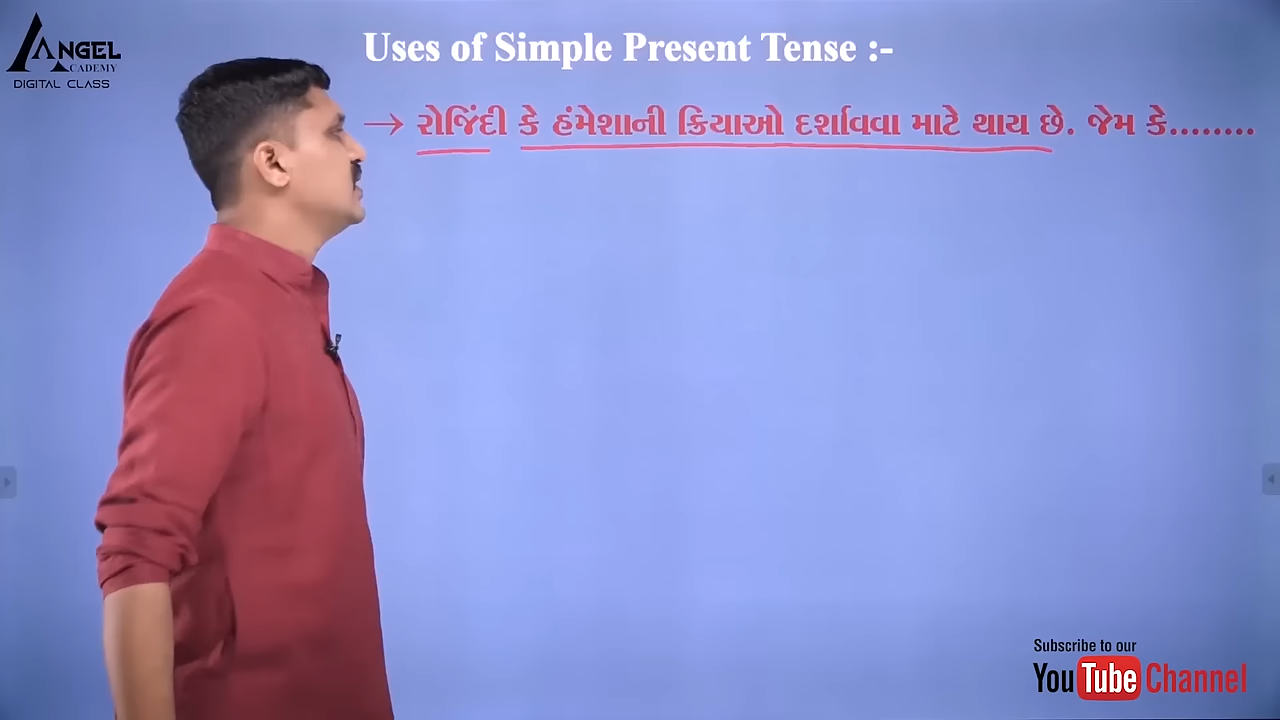 ANGEL
ACADEMY
DIGITAL CLASS
Uses of Simple Present Tense :-
→ રોજિંદી કે હંમેશાની ક્રિયાઓ દર્શાવવા માટે થાય છે. જેમ કે........
Subscribe to our
YouTube Channel